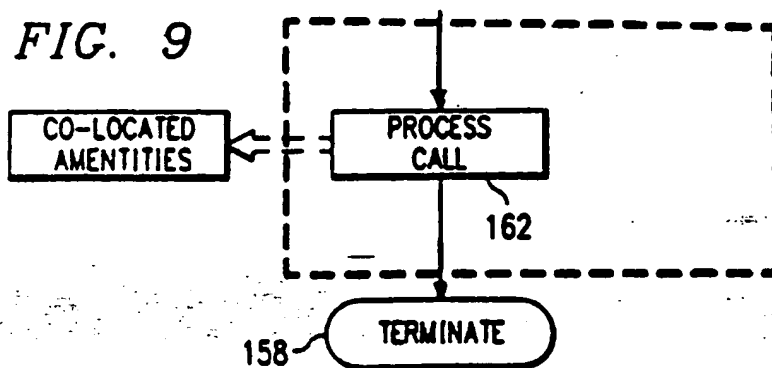 FIG. 9
CO-LOCATED
AMENTITIES
PROCESS
CALL
162
158
TERMINATE